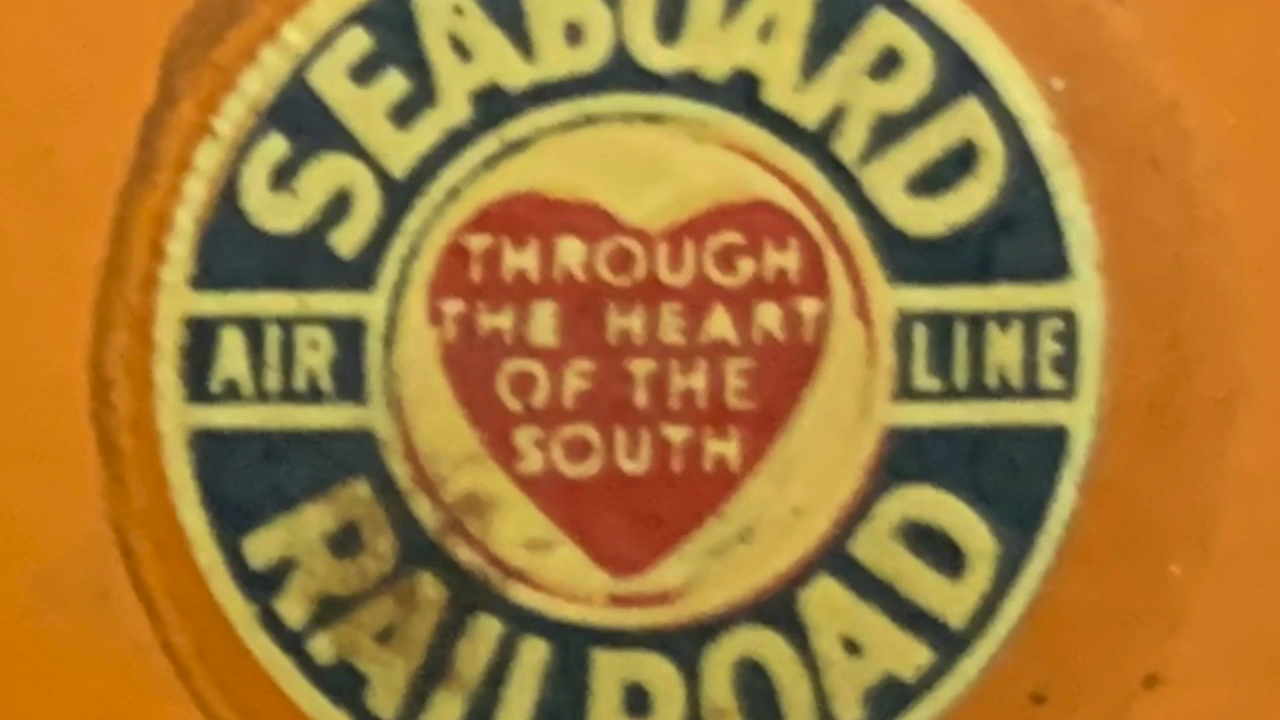 SEABOARD
AIR LINE
THROUGH
THE HEART
OF THE
SOUTH
RAILROAD